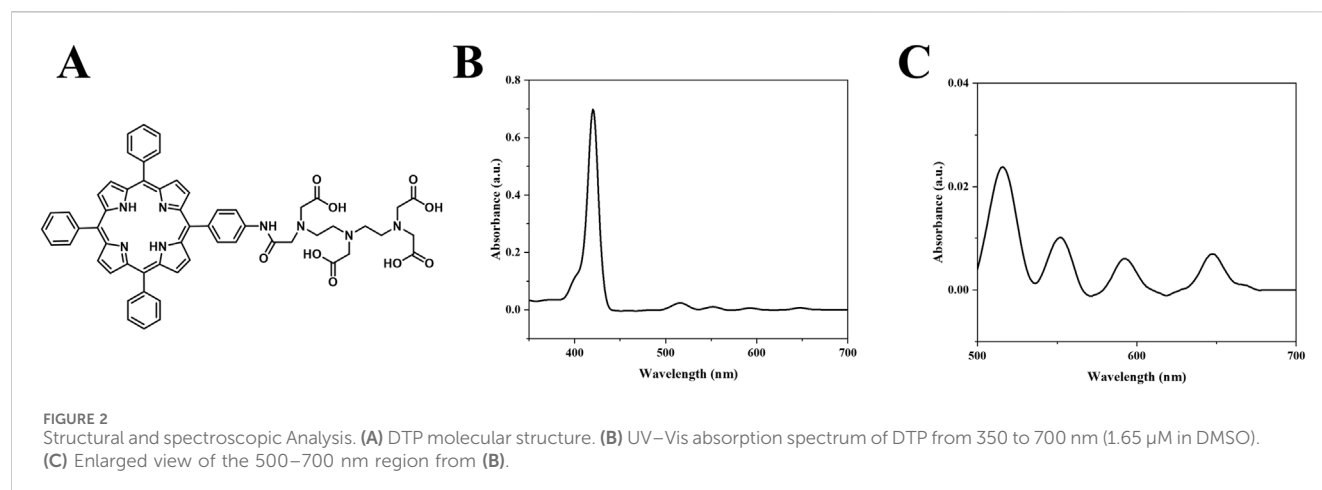 A
B
C
NH
N
N
HN
NH
O
N
O
OH
N
HO
O
N
O
OH
OH
O
0.8
0.6
0.4
0.2
0.0
400
500
600
700
Absorbance (a.u.)
Wavelength (nm)
0.04
0.02
0.00
500
600
700
Absorbance (a.u.)
Wavelength (nm)
FIGURE 2
Structural and spectroscopic Analysis. (A) DTP molecular structure. (B) UV–Vis absorption spectrum of DTP from 350 to 700 nm (1.65 µM in DMSO).
(C) Enlarged view of the 500–700 nm region from (B).